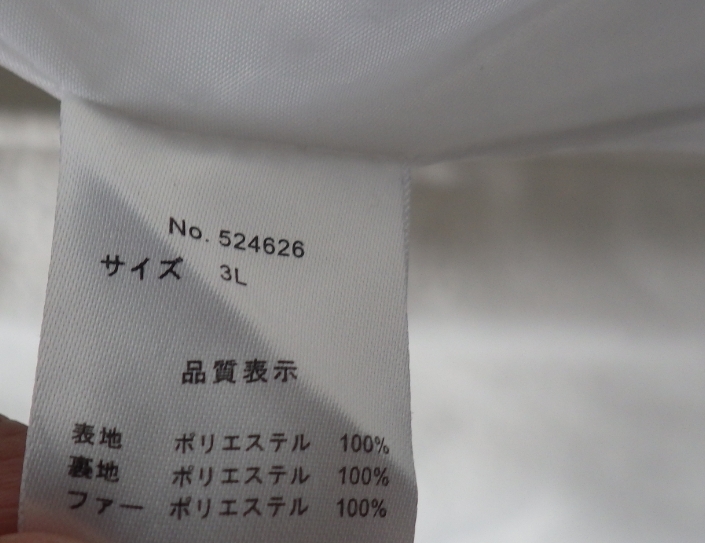 No. 524626
サイズ 3L
品質表示
表地 ポリエステル 100%
裏地 ポリエステル 100%
ファー ポリエステル 100%